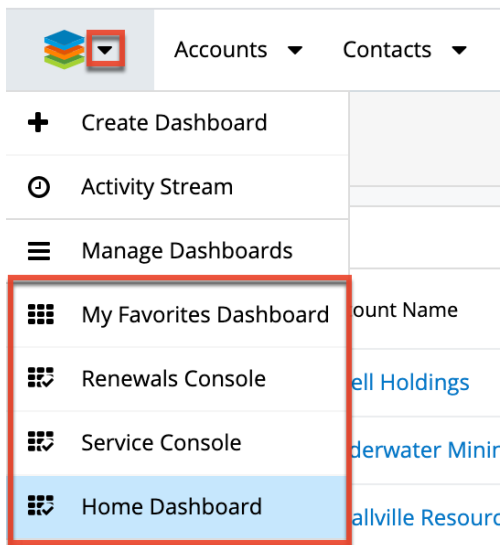 Accounts Contacts
Create Dashboard
Activity Stream
Manage Dashboards
My Favorites Dashboard ount Name
Renewals Console ell Holdings
Service Console derwater Minin
Home Dashboard allville Resourc